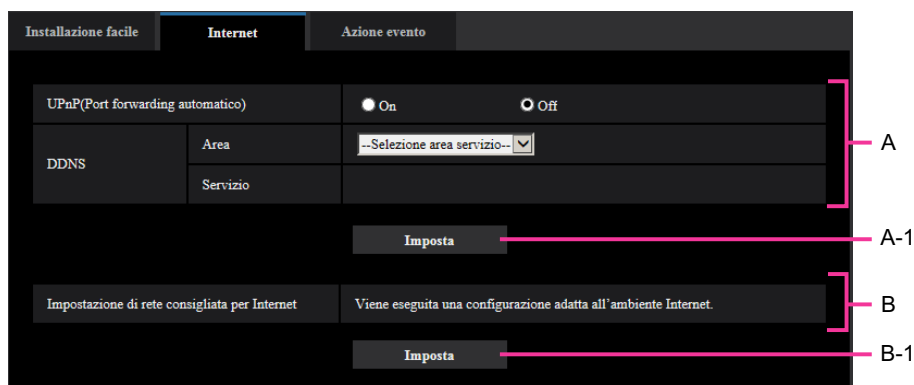 Installazione facile
Internet
Azione evento
UPnP(Port forwarding automatico)
On
Off
A
DDNS
Area
--Selezione area servizio--
Servizio
Imposta
A-1
Impostazione di rete consigliata per Internet
Viene eseguita una configurazione adatta all'ambiente Internet.
B
Imposta
B-1